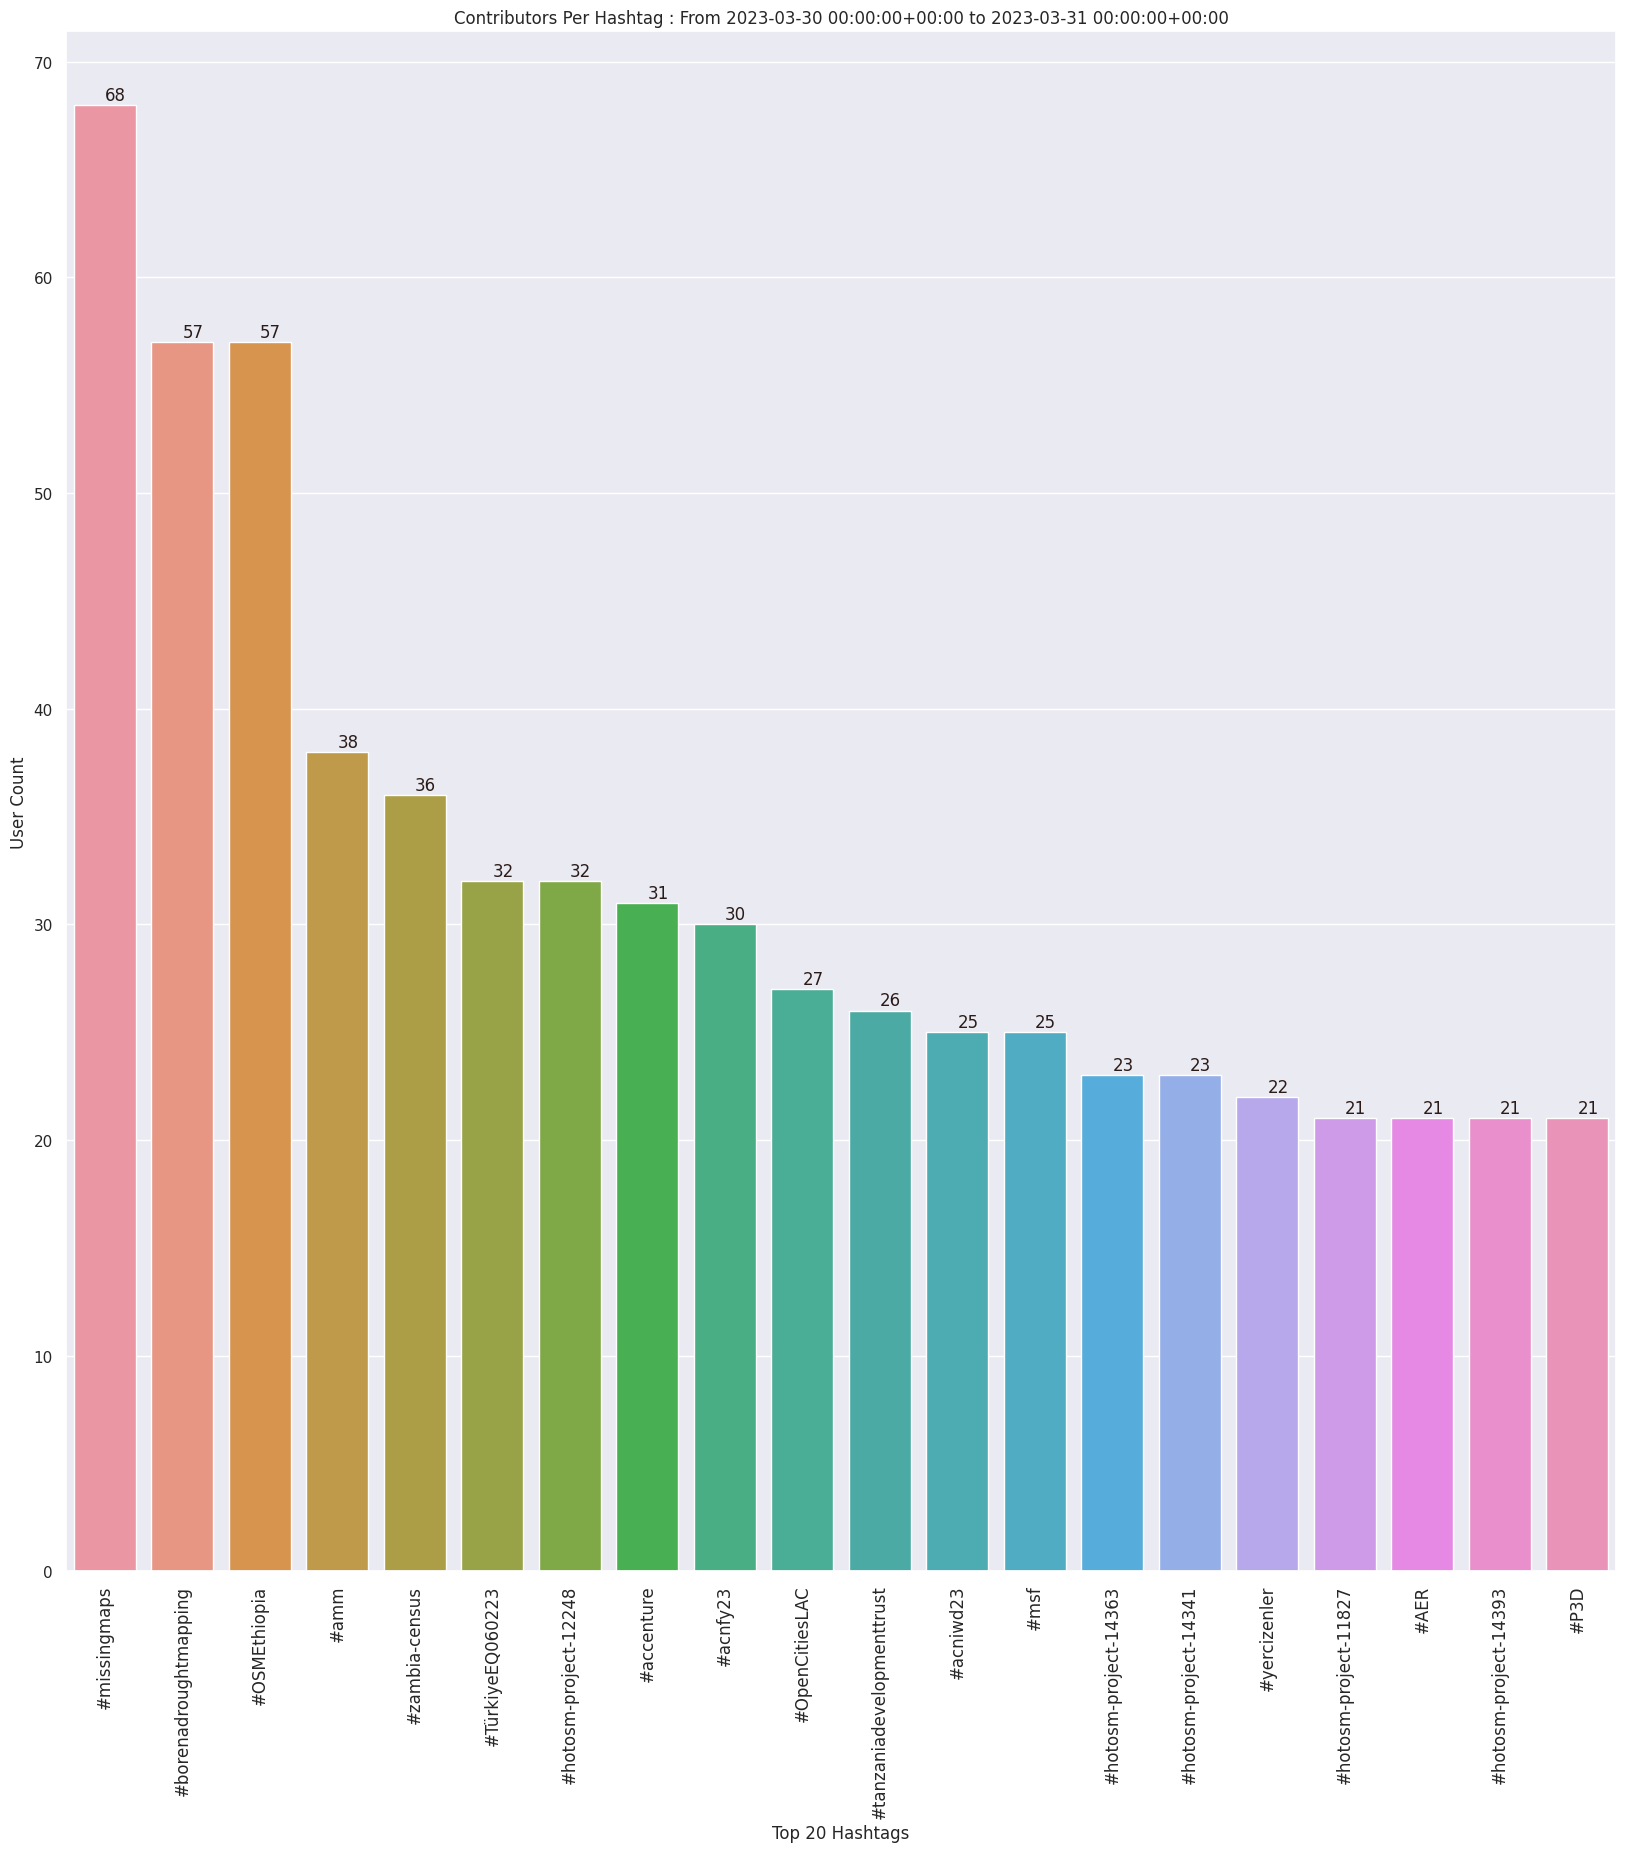 Contributors Per Hashtag : From 2023-03-30 00:00:00+00:00 to 2023-03-31 00:00:00+00:00
70
60
50
40
30
20
10
0
User Count
68
57
57
38
36
32
32
31
30
27
26
25
25
23
23
22
21
21
21
21
#missingmaps
#borenadroughtmapping
#OSMEthiopia
#amm
#zambia-census
#TürkiyeEQ060223
#hotosm-project-12248
#accenture
#acnfy23
#OpenCitiesLAC
#tanzaniadevelopmenttrust
#acniwd23
#msf
#hotosm-project-14363
#hotosm-project-14341
#yercizenler
#hotosm-project-11827
#AER
#hotosm-project-14393
#P3D
Top 20 Hashtags